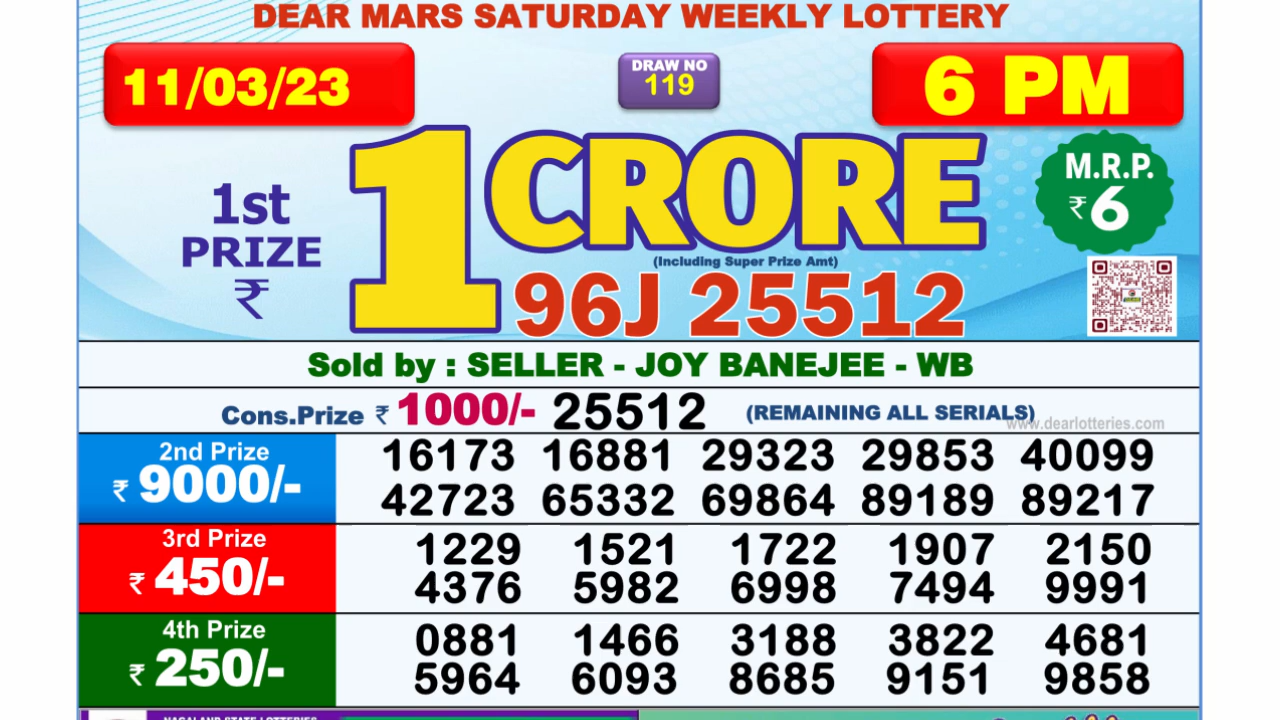 DEAR MARS SATURDAY WEEKLY LOTTERY
11/03/23
DRAW NO
119
6 PM
1st
PRIZE
₹
1 CRORE
(Including Super Prize Amt)
96J 25512
M.R.P.
₹ 6
Sold by : SELLER - JOY BANEJEE - WB
Cons.Prize ₹ 1000/- 25512 (REMAINING ALL SERIALS)
www.dearlotteries.com
2nd Prize
₹ 9000/-
16173 16881 29323 29853 40099
42723 65332 69864 89189 89217
3rd Prize
₹ 450/-
1229 1521 1722 1907 2150
4376 5982 6998 7494 9991
4th Prize
₹ 250/-
0881 1466 3188 3822 4681
5964 6093 8685 9151 9858
NAGALAND STATE LOTTERIES